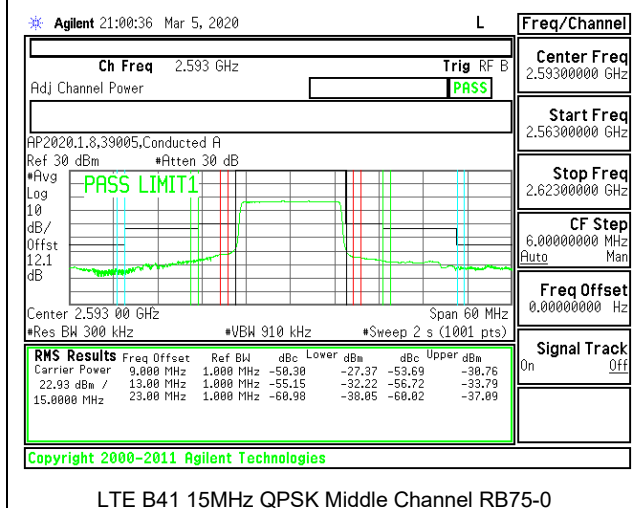 Agilent 21:00:36 Mar 5, 2020 L
Freq/Channel
Ch Freq 2.593 GHz Trig RF B
Adj Channel Power PASS
AP2020.1.8,39005,Conducted A
Ref 30 dBm #Atten 30 dB
#Avg
Log
10
dB/
Offst
12.1
dB
PASS LIMIT1
Center 2.593 00 GHz Span 60 MHz
#Res BW 300 kHz #VBW 910 kHz #Sweep 2 s (1001 pts)
RMS Results Freq Offset Ref BW dBc Lower dBm dBc Upper dBm
Carrier Power 9.000 MHz 1.000 MHz -50.30 -27.37 -53.69 -30.76
22.93 dBm / 13.00 MHz 1.000 MHz -55.15 -32.22 -56.72 -33.79
15.0000 MHz 23.00 MHz 1.000 MHz -60.98 -38.05 -60.02 -37.09
Copyright 2000-2011 Agilent Technologies
Center Freq
2.59300000 GHz
Start Freq
2.56300000 GHz
Stop Freq
2.62300000 GHz
CF Step
6.00000000 MHz
Auto Man
Freq Offset
0.00000000 Hz
Signal Track
On Off
LTE B41 15MHz QPSK Middle Channel RB75-0